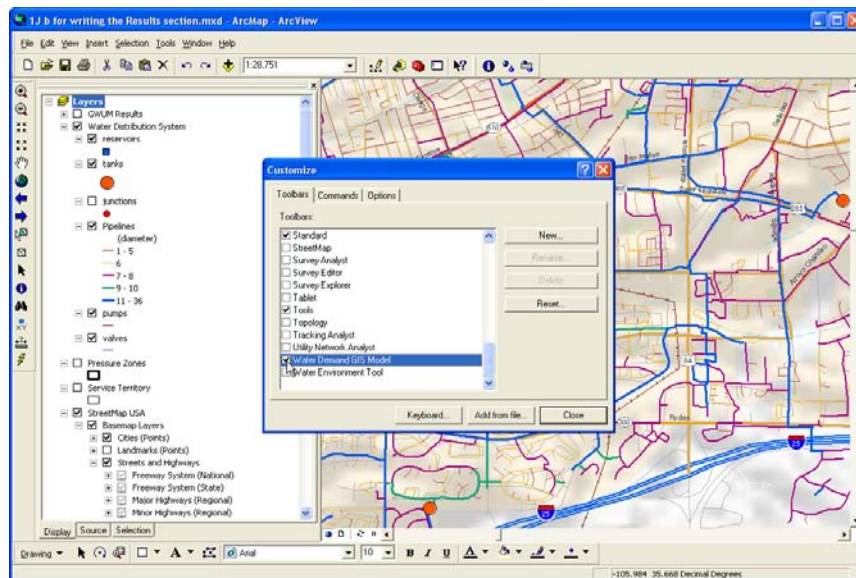 1J b for writing the Results section.mxd - ArcMap - ArcView
File Edit View Insert Selection Tools Window Help
1:28,751
Layers
GWUM Results
Water Distribution System
reservoirs
tanks
junctions
Pipelines
(diameter)
1 - 5
6
7 - 8
9 - 10
11 - 36
pumps
valves
Pressure Zones
Service Territory
StreetMap USA
Basemap Layers
Cities (Points)
Landmarks (Points)
Streets and Highways
Freeway System (National)
Freeway System (State)
Major Highways (Regional)
Minor Highways (Regional)
Display Source Selection
Customize
Toolbars Commands Options
Toolbars:
Standard
StreetMap
Survey Analyst
Survey Editor
Survey Explorer
Tablet
Tools
Topology
Tracking Analyst
Utility Network Analyst
Water Demand GIS Model
Water Environment Tool
New...
Rename...
Delete
Reset...
Keyboard...
Add from file...
Close
Rodeo
25
25
Drawing
A
Arial
10
B I U
A
-105.984 35.668 Decimal Degrees